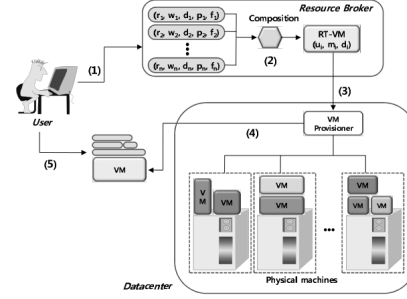 Resource Broker
(r1, w1, d1, p1, f1)
(r2, w2, d2, p2, f2)
(rn, wn, dn, pn, fn)
Composition
RT-VM
(ui, mi, di)
(1)
(2)
(3)
User
VM
Provisioner
(4)
(5)
VM
V
M
VM
VM
VM
VM
VM
VM
Physical machines
Datacenter